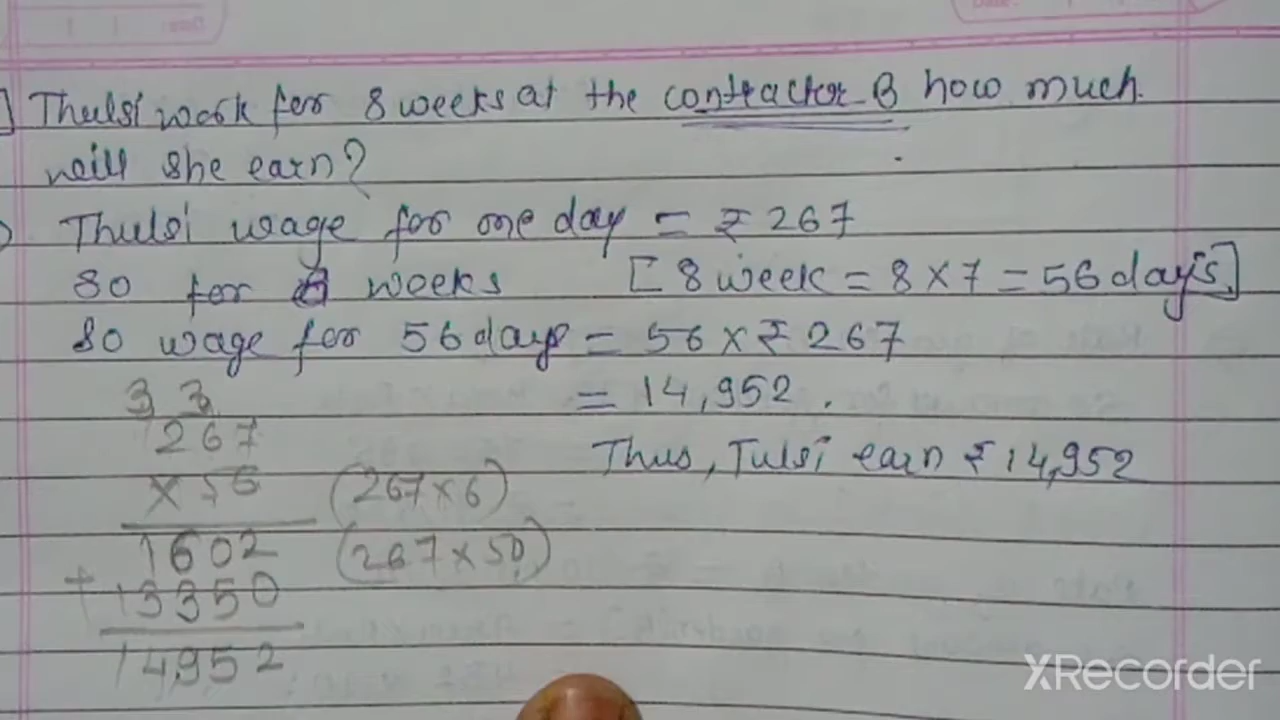 Thulsi work for 8 weeks at the contractor B how much
will she earn?
Thulsi wage for one day = ₹ 267
So for 8 weeks [8 week = 8 × 7 = 56 days]
So wage for 56 days = 56 × ₹ 267
= 14,952.
Thus, Tulsi earn ₹ 14,952
3 3
267
× 56 (267 × 6)
1602 (267 × 50)
+ 13350
14952
XRecorder